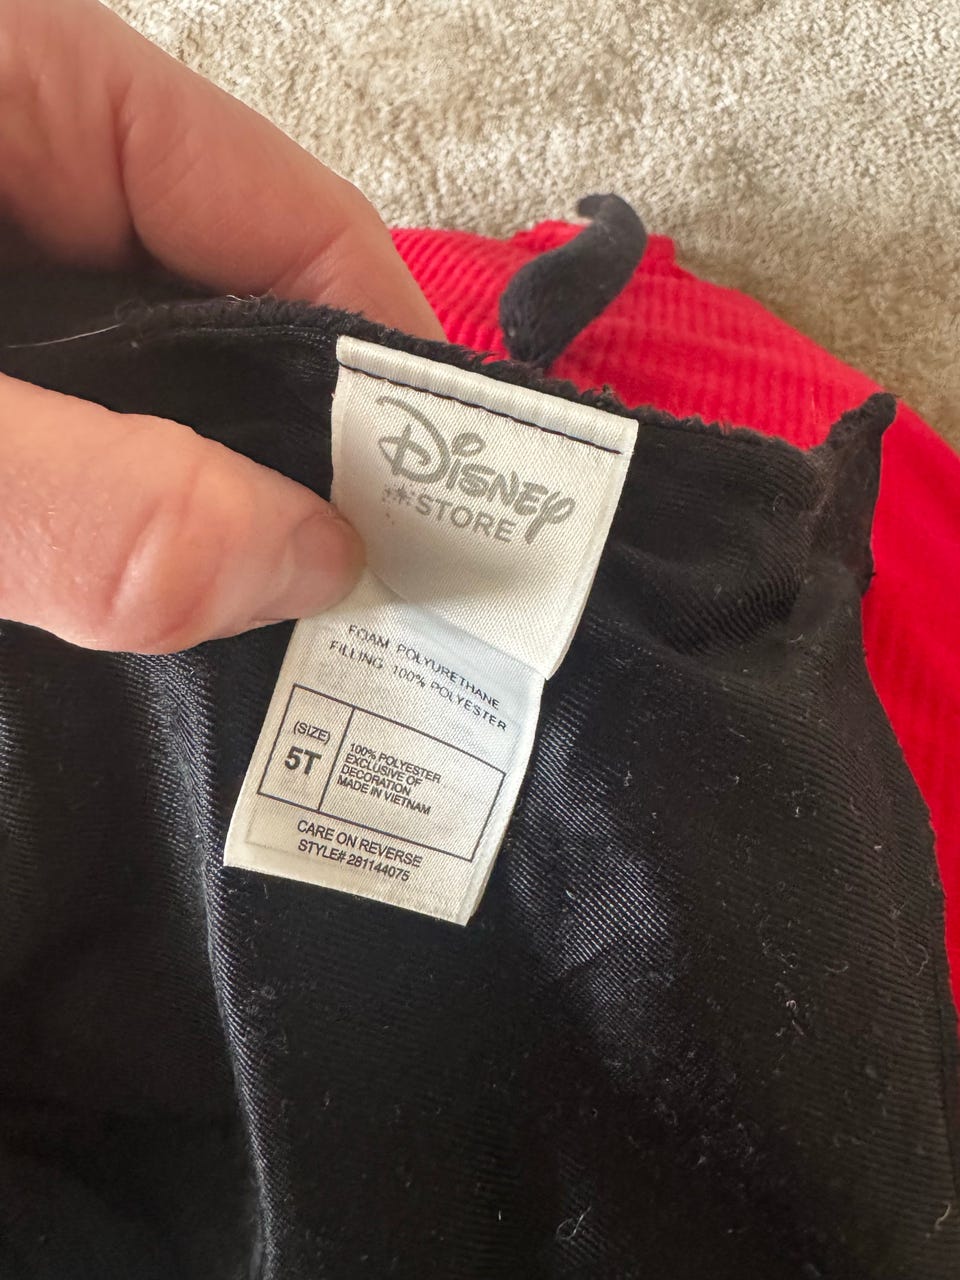 DISNEY
STORE
FOAM POLYURETHANE
FILLING 100% POLYESTER
(SIZE)
5T
100% POLYESTER
EXCLUSIVE OF
DECORATION
MADE IN VIETNAM
CARE ON REVERSE
STYLE# 281144075